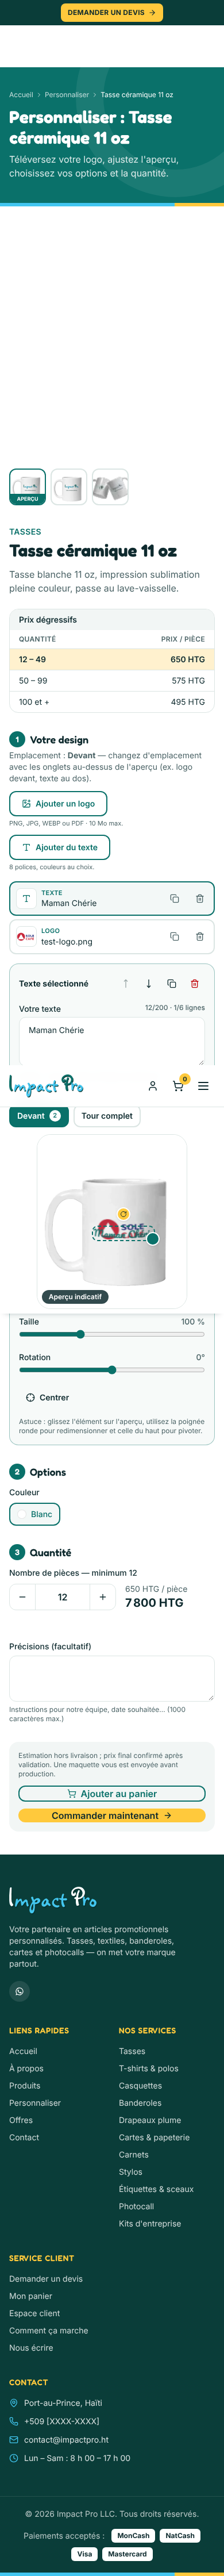 DEMANDER UN DEVIS →
Accueil › Personnaliser › Tasse céramique 11 oz
Personnaliser : Tasse
céramique 11 oz
Téléversez votre logo, ajustez l'aperçu,
choisissez vos options et la quantité.
APERÇU
TASSES
Tasse céramique 11 oz
Tasse blanche 11 oz, impression sublimation
pleine couleur, passe au lave-vaisselle.
Prix dégressifs
QUANTITÉ PRIX / PIÈCE
12 – 49 650 HTG
50 – 99 575 HTG
100 et + 495 HTG
1 Votre design
Emplacement : Devant — changez d'emplacement
avec les onglets au-dessus de l'aperçu (ex. logo
devant, texte au dos).
Ajouter un logo
PNG, JPG, WEBP ou PDF · 10 Mo max.
Ajouter du texte
8 polices, couleurs au choix.
TEXTE
Maman Chérie
LOGO
test-logo.png
Texte sélectionné
Votre texte 12/200 · 1/6 lignes
Maman Chérie
Impact Pro
0
Devant 2 Tour complet
SOLE
Aperçu indicatif
Taille 100 %
Rotation 0°
Centrer
Astuce : glissez l'élément sur l'aperçu, utilisez la poignée
ronde pour redimensionner et celle du haut pour pivoter.
2 Options
Couleur
Blanc
3 Quantité
Nombre de pièces — minimum 12
− 12 +
650 HTG / pièce
7 800 HTG
Précisions (facultatif)
Instructions pour notre équipe, date souhaitée... (1000
caractères max.)
Estimation hors livraison ; prix final confirmé après
validation. Une maquette vous est envoyée avant
production.
Ajouter au panier
Commander maintenant →
Impact Pro
Votre partenaire en articles promotionnels
personnalisés. Tasses, textiles, banderoles,
cartes et photocalls — on met votre marque
partout.
LIENS RAPIDES
Accueil
À propos
Produits
Personnaliser
Offres
Contact
NOS SERVICES
Tasses
T-shirts & polos
Casquettes
Banderoles
Drapeaux plume
Cartes & papeterie
Carnets
Stylos
Étiquettes & sceaux
Photocall
Kits d'entreprise
SERVICE CLIENT
Demander un devis
Mon panier
Espace client
Comment ça marche
Nous écrire
CONTACT
Port-au-Prince, Haïti
+509 [XXXX-XXXX]
contact@impactpro.ht
Lun – Sam : 8 h 00 – 17 h 00
© 2026 Impact Pro LLC. Tous droits réservés.
Paiements acceptés : MonCash NatCash
Visa Mastercard